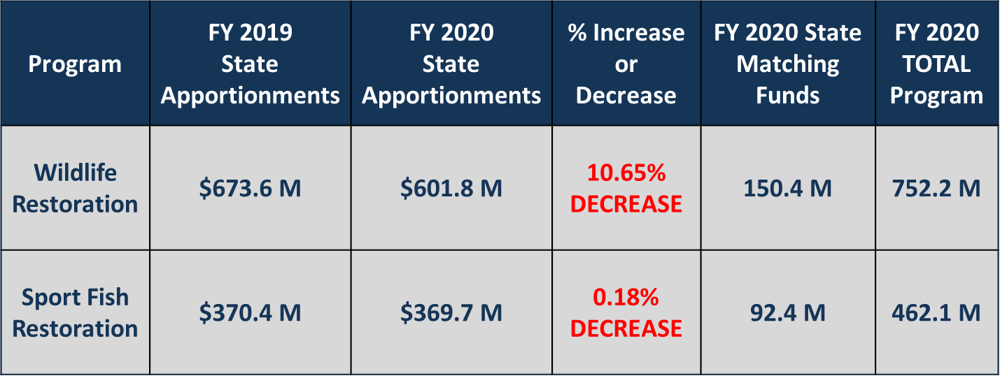 Program
FY 2019
State
Apportionments
FY 2020
State
Apportionments
% Increase
or
Decrease
FY 2020 State
Matching
Funds
FY 2020
TOTAL
Program
Wildlife
Restoration
$673.6 M
$601.8 M
10.65%
DECREASE
150.4 M
752.2 M
Sport Fish
Restoration
$370.4 M
$369.7 M
0.18%
DECREASE
92.4 M
462.1 M